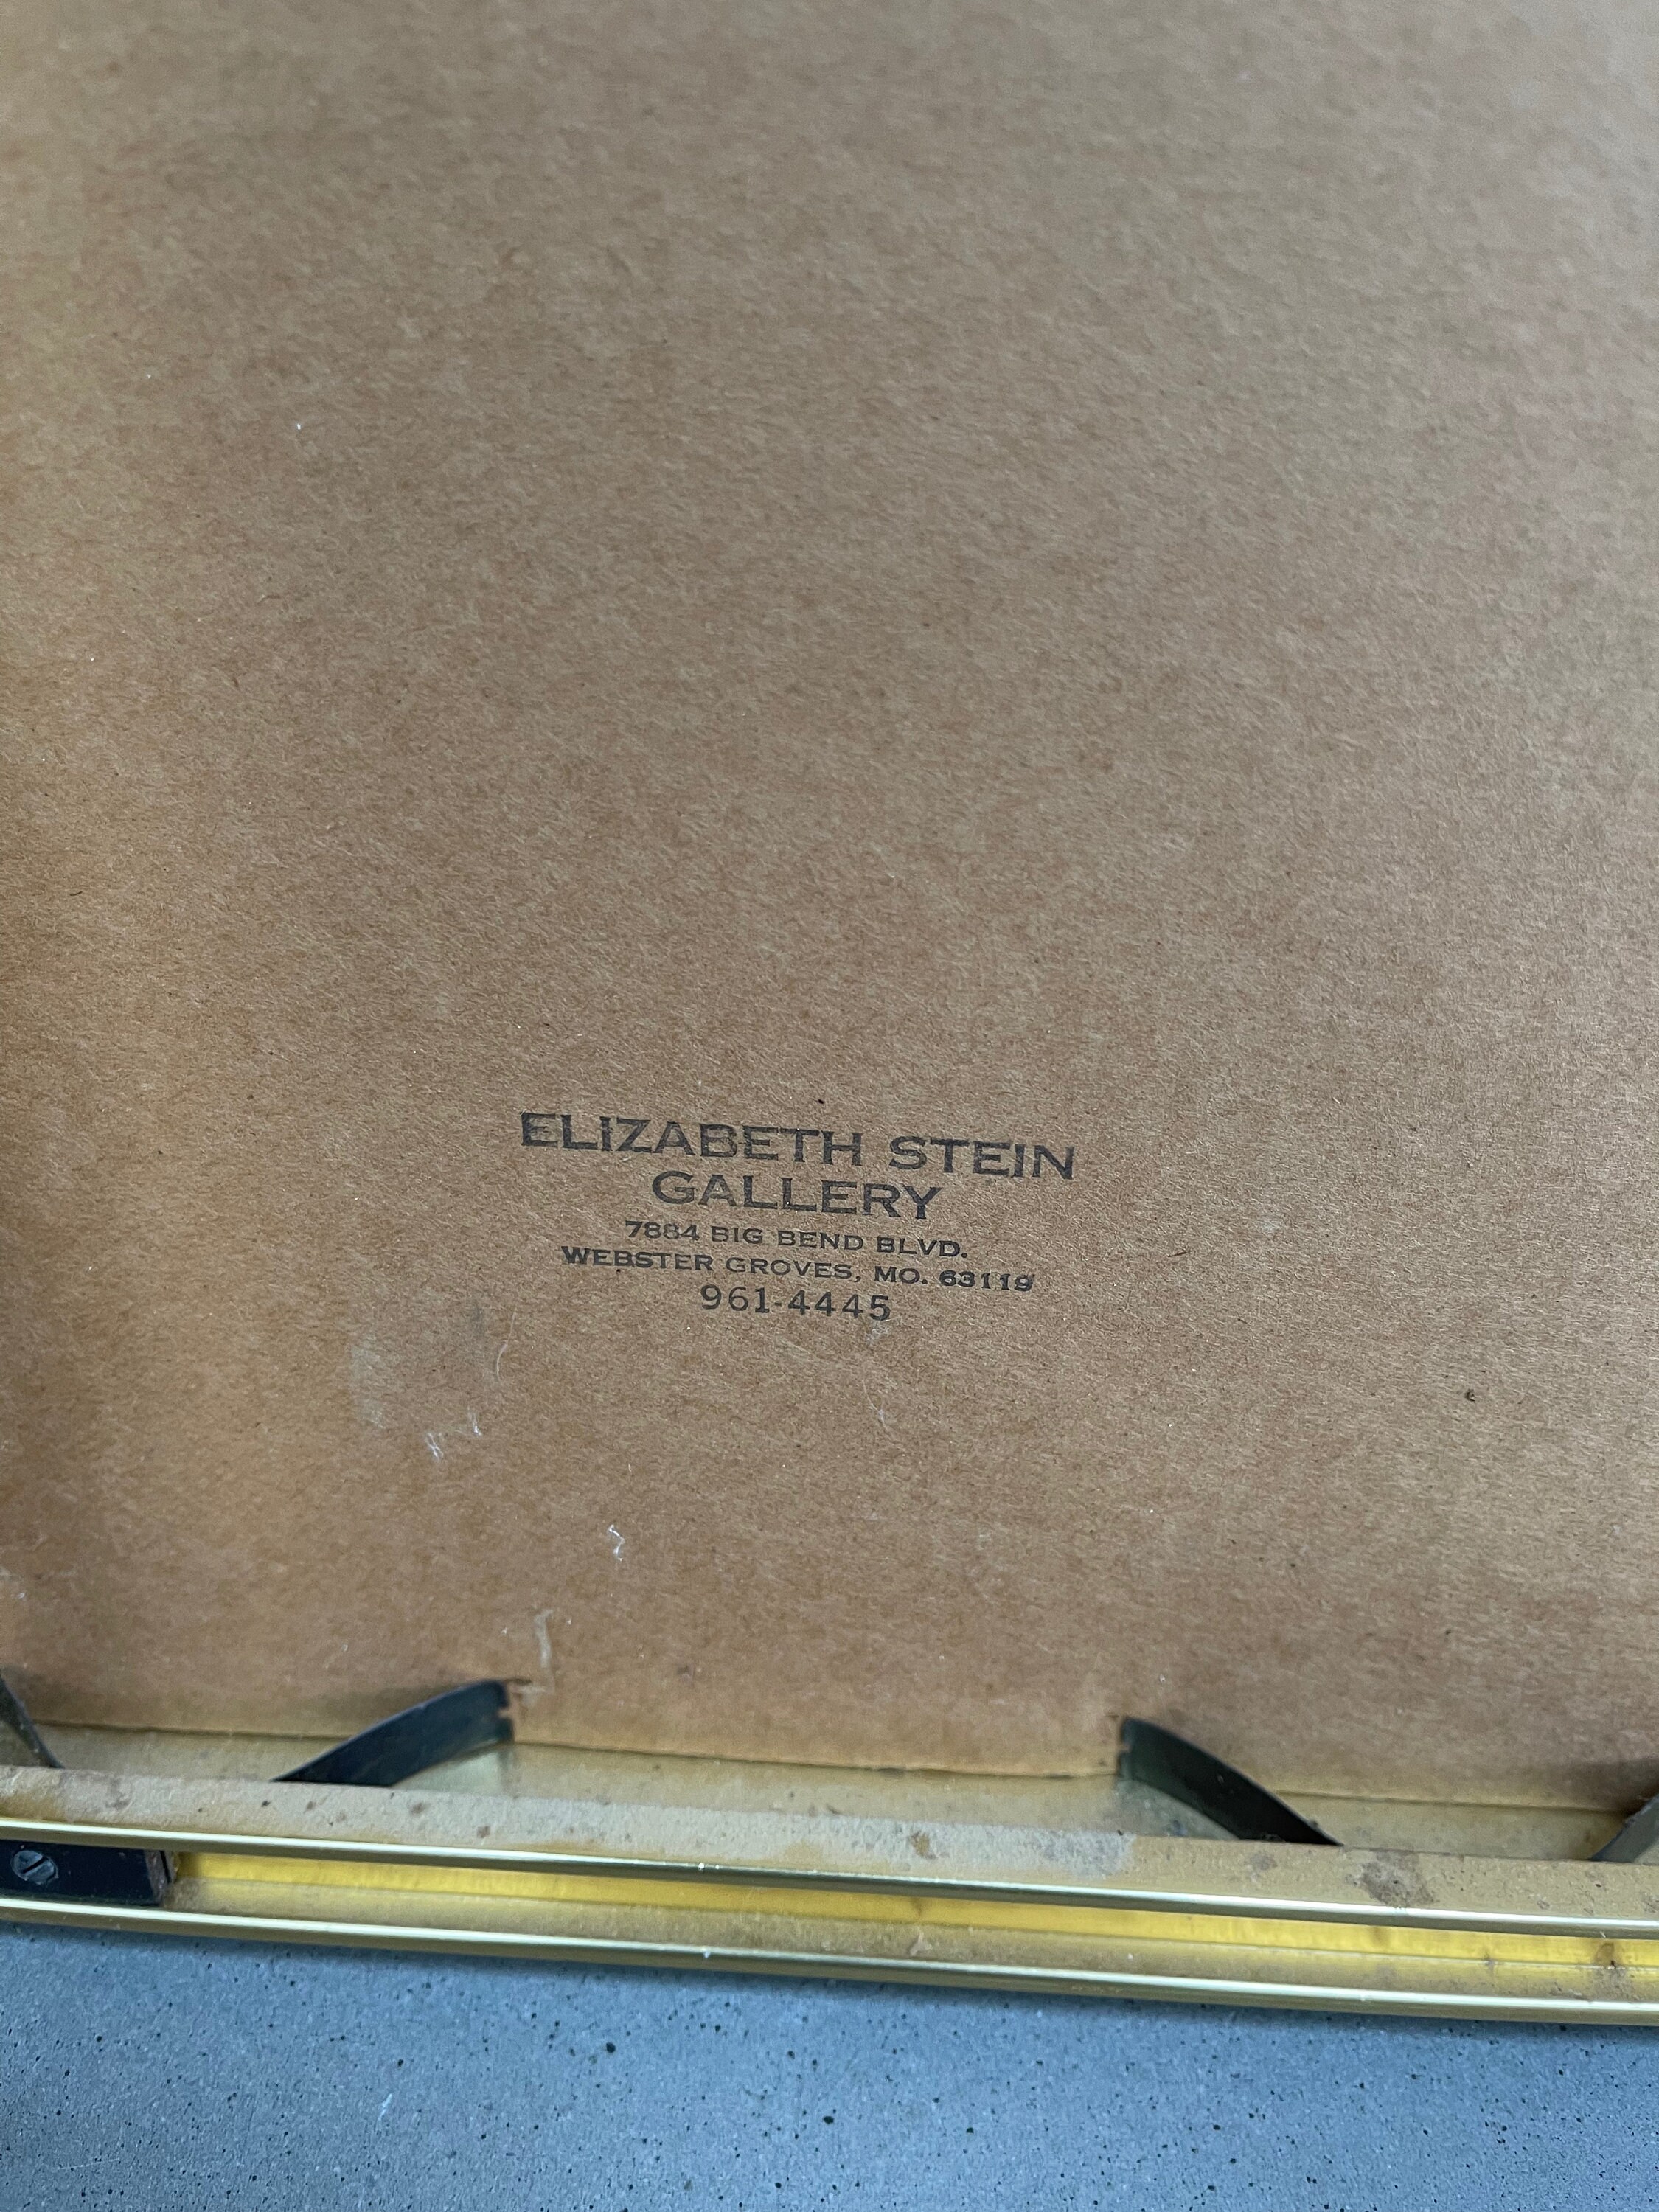 ELIZABETH STEIN
GALLERY
7884 BIG BEND BLVD.
WEBSTER GROVES, MO. 63119
961-4445